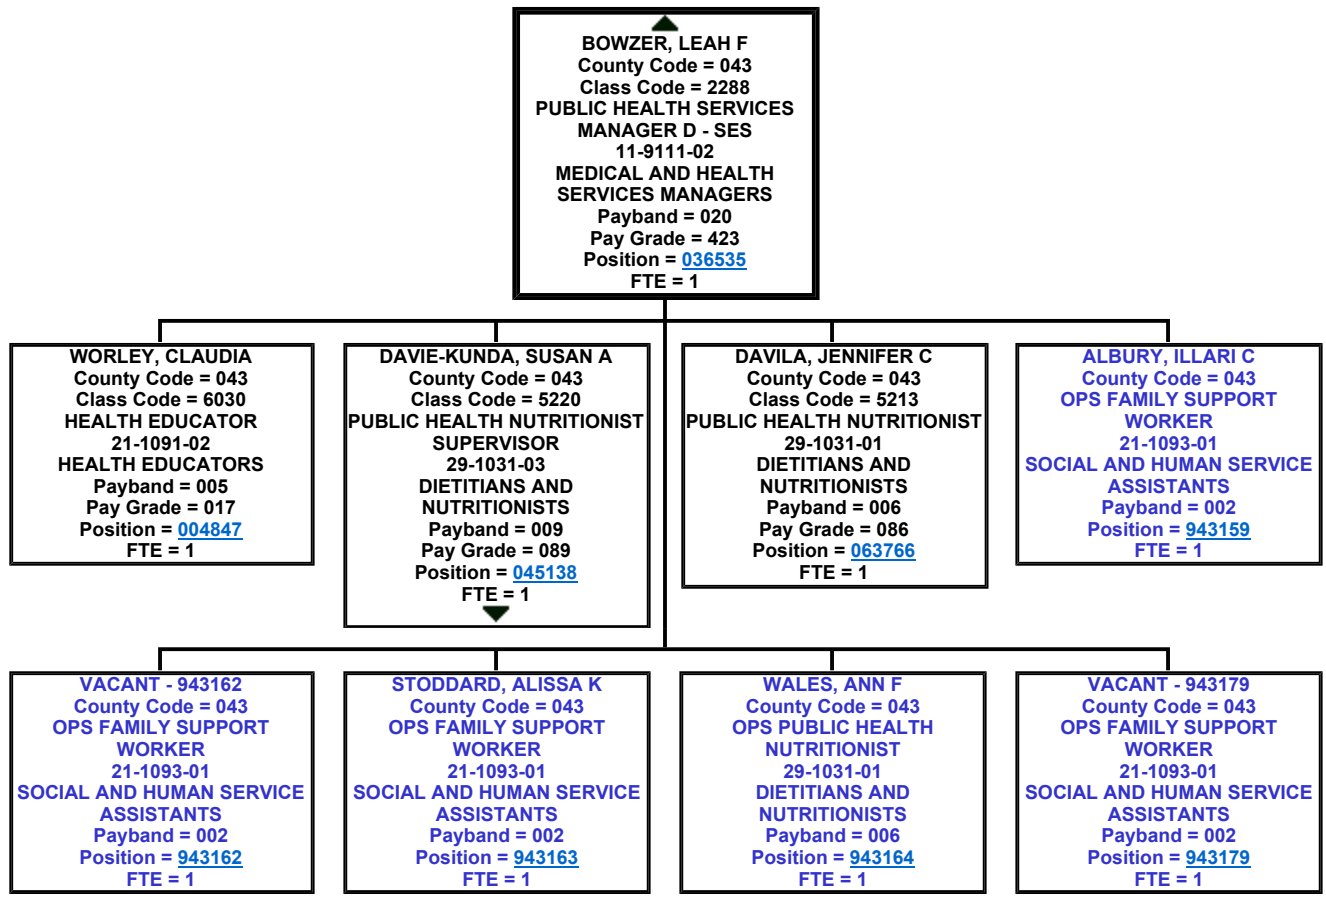 BOWZER, LEAH F
County Code = 043
Class Code = 2288
PUBLIC HEALTH SERVICES
MANAGER D - SES
11-9111-02
MEDICAL AND HEALTH
SERVICES MANAGERS
Payband = 020
Pay Grade = 423
Position = 036535
FTE = 1
WORLEY, CLAUDIA
County Code = 043
Class Code = 6030
HEALTH EDUCATOR
21-1091-02
HEALTH EDUCATORS
Payband = 005
Pay Grade = 017
Position = 004847
FTE = 1
DAVIE-KUNDA, SUSAN A
County Code = 043
Class Code = 5220
PUBLIC HEALTH NUTRITIONIST
SUPERVISOR
29-1031-03
DIETITIANS AND
NUTRITIONISTS
Payband = 009
Pay Grade = 089
Position = 045138
FTE = 1
DAVILA, JENNIFER C
County Code = 043
Class Code = 5213
PUBLIC HEALTH NUTRITIONIST
29-1031-01
DIETITIANS AND
NUTRITIONISTS
Payband = 006
Pay Grade = 086
Position = 063766
FTE = 1
ALBURY, ILLARI C
County Code = 043
OPS FAMILY SUPPORT
WORKER
21-1093-01
SOCIAL AND HUMAN SERVICE
ASSISTANTS
Payband = 002
Position = 943159
FTE = 1
VACANT - 943162
County Code = 043
OPS FAMILY SUPPORT
WORKER
21-1093-01
SOCIAL AND HUMAN SERVICE
ASSISTANTS
Payband = 002
Position = 943162
FTE = 1
STODDARD, ALISSA K
County Code = 043
OPS FAMILY SUPPORT
WORKER
21-1093-01
SOCIAL AND HUMAN SERVICE
ASSISTANTS
Payband = 002
Position = 943163
FTE = 1
WALES, ANN F
County Code = 043
OPS PUBLIC HEALTH
NUTRITIONIST
29-1031-01
DIETITIANS AND
NUTRITIONISTS
Payband = 006
Position = 943164
FTE = 1
VACANT - 943179
County Code = 043
OPS FAMILY SUPPORT
WORKER
21-1093-01
SOCIAL AND HUMAN SERVICE
ASSISTANTS
Payband = 002
Position = 943179
FTE = 1